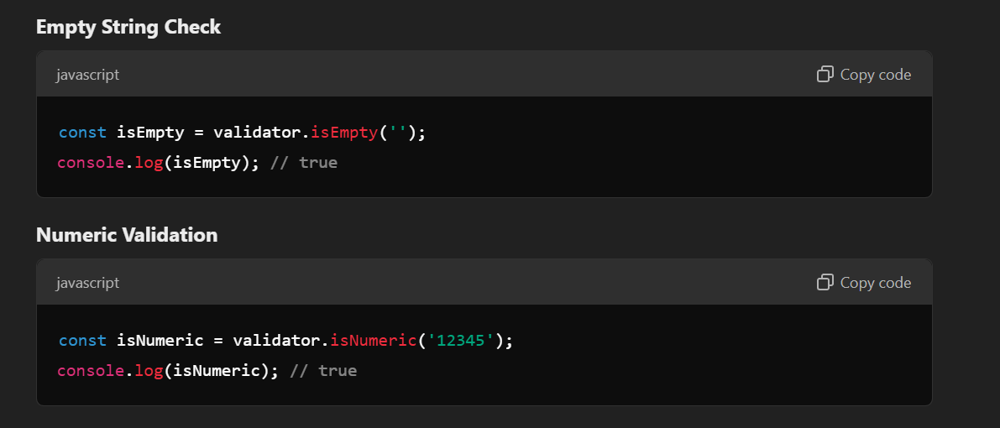 Empty String Check
javascript
Copy code
const isEmpty = validator.isEmpty('');
console.log(isEmpty); // true
Numeric Validation
javascript
Copy code
const isNumeric = validator.isNumeric('12345');
console.log(isNumeric); // true